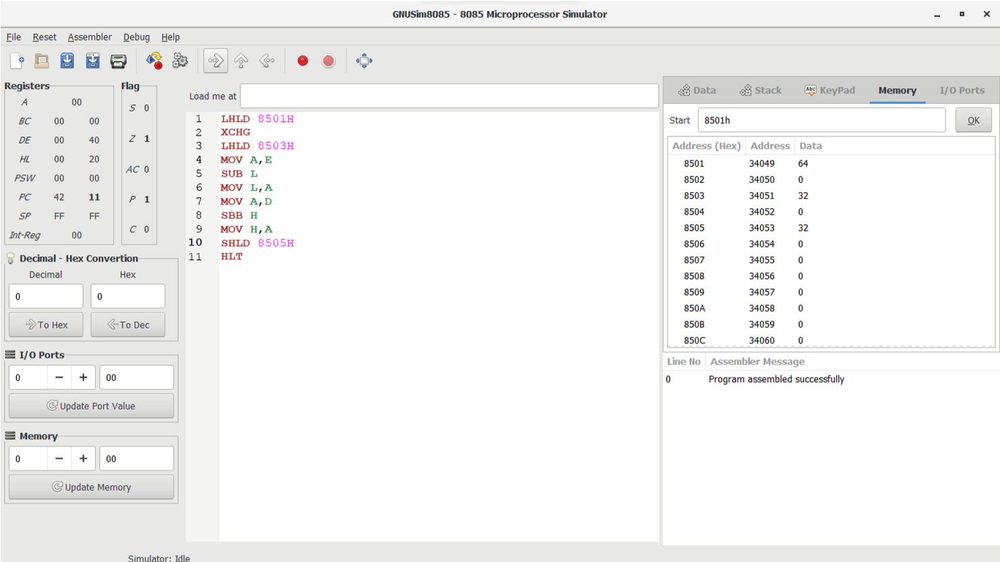 GNUSim8085 - 8085 Microprocessor Simulator
File Reset Assembler Debug Help
Registers
A 00
BC 00 00
DE 00 40
HL 00 20
PSW 00 00
PC 42 11
SP FF FF
Int-Reg 00
Flag
S 0
Z 1
AC 0
P 1
C 0
Decimal - Hex Convertion
Decimal Hex
0 0
To Hex To Dec
I/O Ports
0 − + 00
Update Port Value
Memory
0 − + 00
Update Memory
Load me at
1 LHLD 8501H
2 XCHG
3 LHLD 8503H
4 MOV A,E
5 SUB L
6 MOV L,A
7 MOV A,D
8 SBB H
9 MOV H,A
10 SHLD 8505H
11 HLT
Data Stack Abc KeyPad Memory I/O Ports
Start 8501h OK
Address (Hex) Address Data
8501 34049 64
8502 34050 0
8503 34051 32
8504 34052 0
8505 34053 32
8506 34054 0
8507 34055 0
8508 34056 0
8509 34057 0
850A 34058 0
850B 34059 0
850C 34060 0
Line No Assembler Message
0 Program assembled successfully
Simulator: Idle